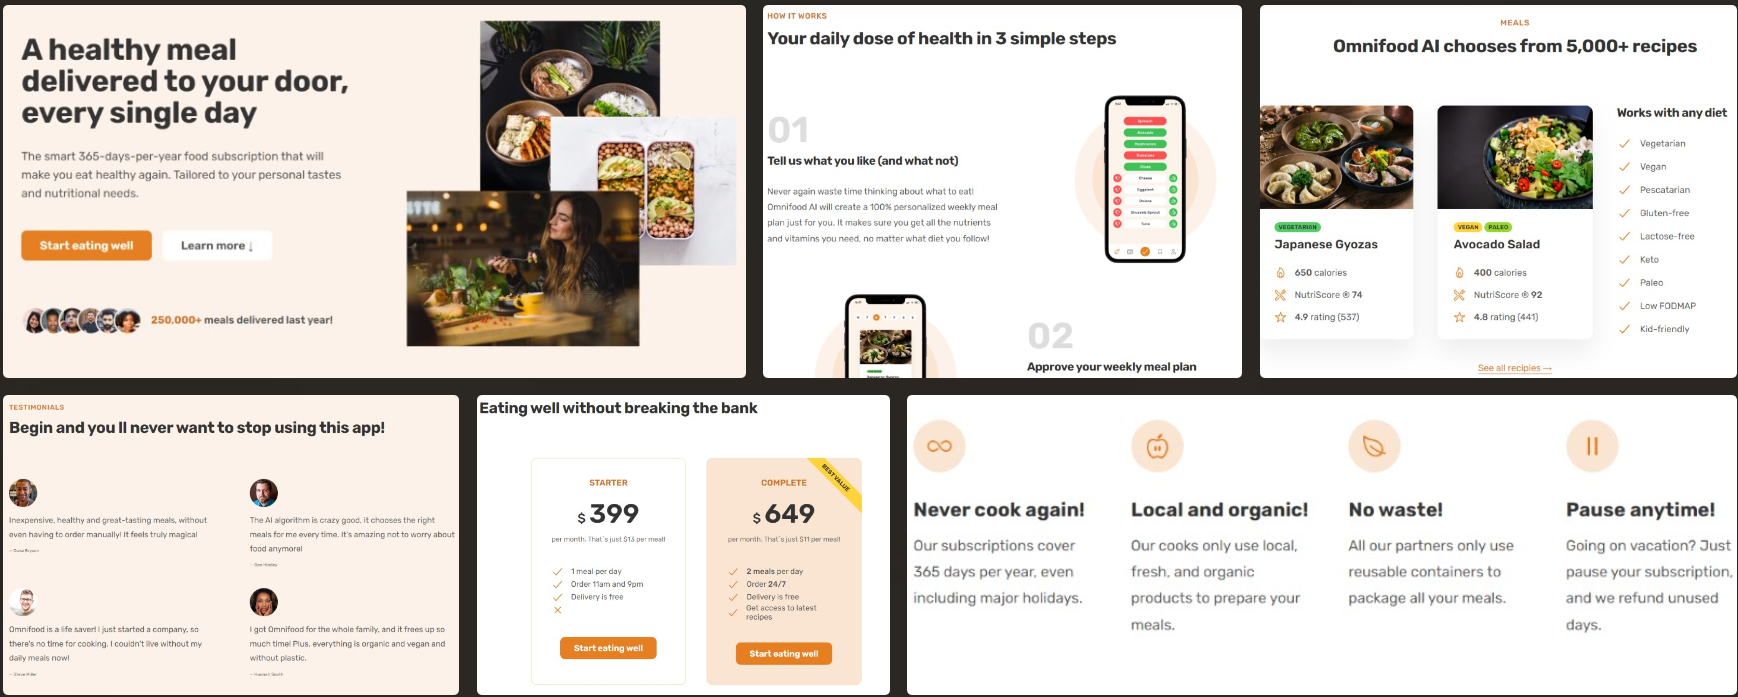 A healthy meal
delivered to your door,
every single day
The smart 365-days-per-year food subscription that will
make you eat healthy again. Tailored to your personal tastes
and nutritional needs.
Start eating well
Learn more ↓
250,000+ meals delivered last year!
HOW IT WORKS
Your daily dose of health in 3 simple steps
01
Tell us what you like (and what not)
Never again waste time thinking about what to eat!
Omnifood AI will create a 100% personalized weekly meal
plan just for you. It makes sure you get all the nutrients
and vitamins you need, no matter what diet you follow!
02
Approve your weekly meal plan
MEALS
Omnifood AI chooses from 5,000+ recipes
VEGETARIAN
Japanese Gyozas
650 calories
NutriScore ® 74
4.9 rating (537)
VEGAN PALEO
Avocado Salad
400 calories
NutriScore ® 92
4.8 rating (441)
Works with any diet
Vegetarian
Vegan
Pescatarian
Gluten-free
Lactose-free
Keto
Paleo
Low FODMAP
Kid-friendly
See all recipies →
TESTIMONIALS
Begin and you ll never want to stop using this app!
Inexpensive, healthy and great-tasting meals, without
even having to order manually! It feels truly magical
The AI algorithm is crazy good, it chooses the right
meals for me every time. It's amazing not to worry about
food anymore!
Omnifood is a life saver! I just started a company, so
there's no time for cooking. I couldn't live without my
daily meals now!
— Steve Miller
I got Omnifood for the whole family, and it frees up so
much time! Plus, everything is organic and vegan and
without plastic.
— Hannah Smith
Eating well without breaking the bank
STARTER
$ 399
per month. That´s just $13 per meal!
1 meal per day
Order 11am and 9pm
Delivery is free
Start eating well
BEST VALUE
COMPLETE
$ 649
per month. That´s just $11 per meal!
2 meals per day
Order 24/7
Delivery is free
Get access to latest
recipes
Start eating well
Never cook again!
Our subscriptions cover
365 days per year, even
including major holidays.
Local and organic!
Our cooks only use local,
fresh, and organic
products to prepare your
meals.
No waste!
All our partners only use
reusable containers to
package all your meals.
Pause anytime!
Going on vacation? Just
pause your subscription,
and we refund unused
days.